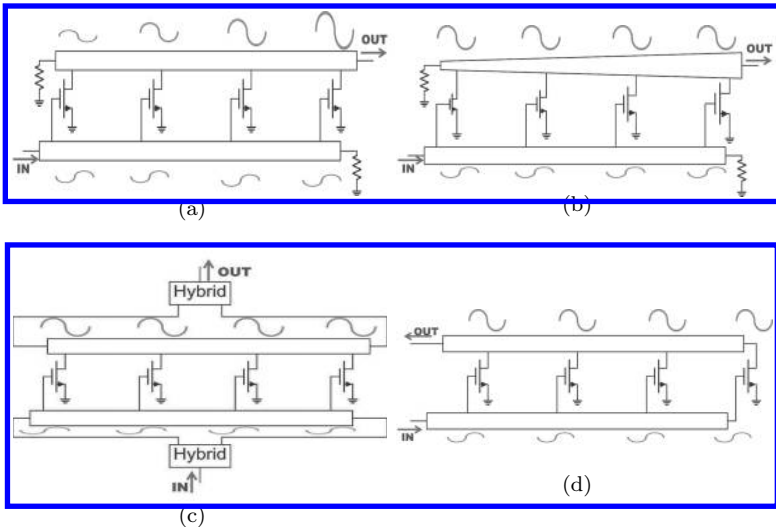 OUT
IN
(a)
OUT
IN
(b)
OUT
Hybrid
Hybrid
IN
(c)
OUT
IN
(d)